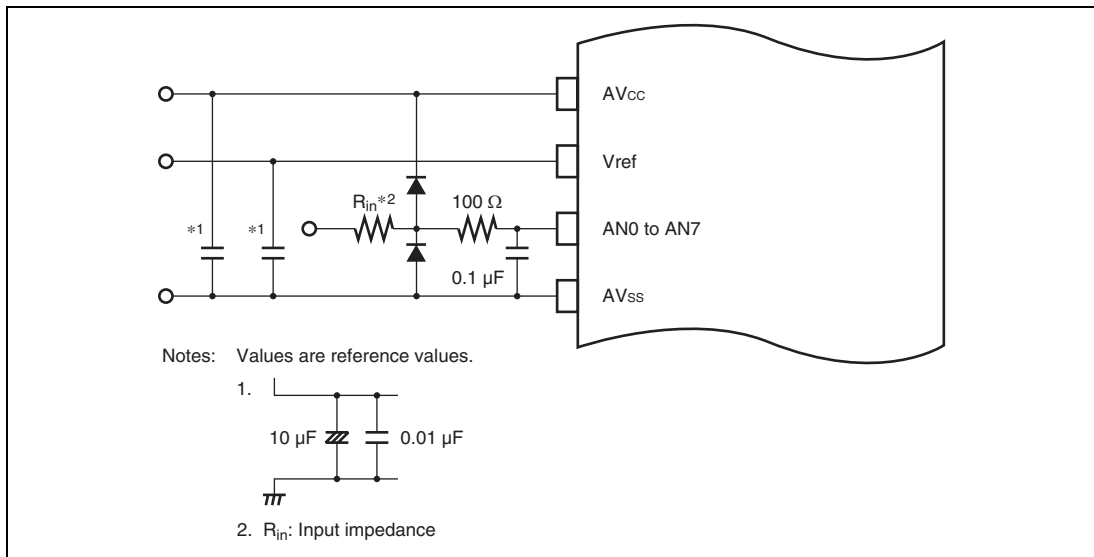 AVCC
Vref
Rin*2
100 Ω
*1
*1
AN0 to AN7
0.1 µF
AVSS
Notes: Values are reference values.
1.
10 µF
0.01 µF
2. Rin: Input impedance